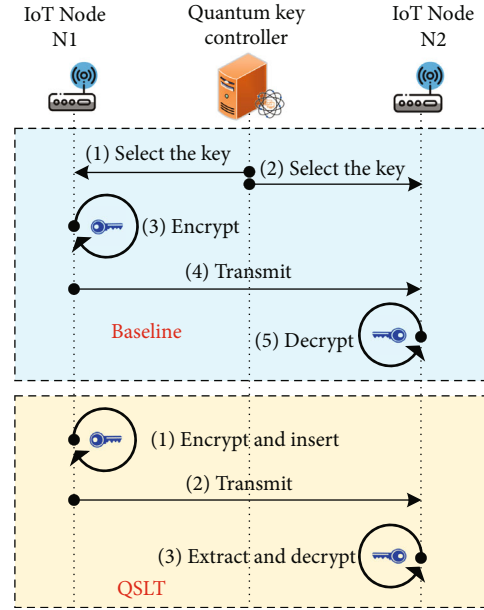 IoT Node
N1
Quantum key
controller
IoT Node
N2
(1) Select the key
(2) Select the key
(3) Encrypt
(4) Transmit
Baseline
(5) Decrypt
(1) Encrypt and insert
(2) Transmit
(3) Extract and decrypt
QSLT